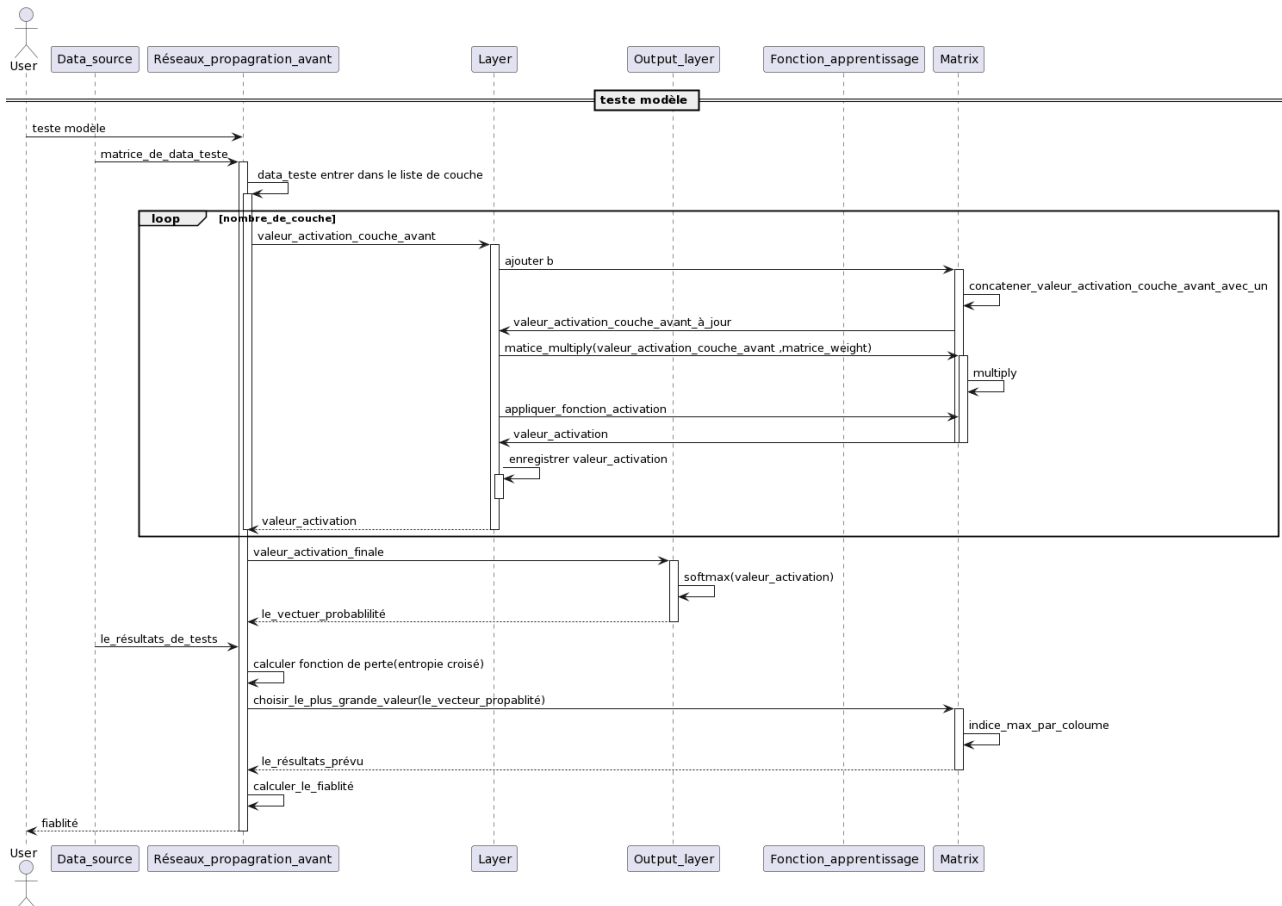 User
Data_source
Réseaux_propagration_avant
Layer
Output_layer
Fonction_apprentissage
Matrix
teste modèle
teste modèle
matrice_de_data_teste
data_teste entrer dans le liste de couche
loop [nombre_de_couche]
valeur_activation_couche_avant
ajouter b
concatener_valeur_activation_couche_avant_avec_un
valeur_activation_couche_avant_à_jour
matice_multiply(valeur_activation_couche_avant ,matrice_weight)
multiply
appliquer_fonction_activation
valeur_activation
enregistrer valeur_activation
valeur_activation
valeur_activation_finale
softmax(valeur_activation)
le_vectuer_probablilité
le_résultats_de_tests
calculer fonction de perte(entropie croisé)
choisir_le_plus_grande_valeur(le_vecteur_propablité)
indice_max_par_coloume
le_résultats_prévu
calculer_le_fiablité
fiablité
User
Data_source
Réseaux_propagration_avant
Layer
Output_layer
Fonction_apprentissage
Matrix